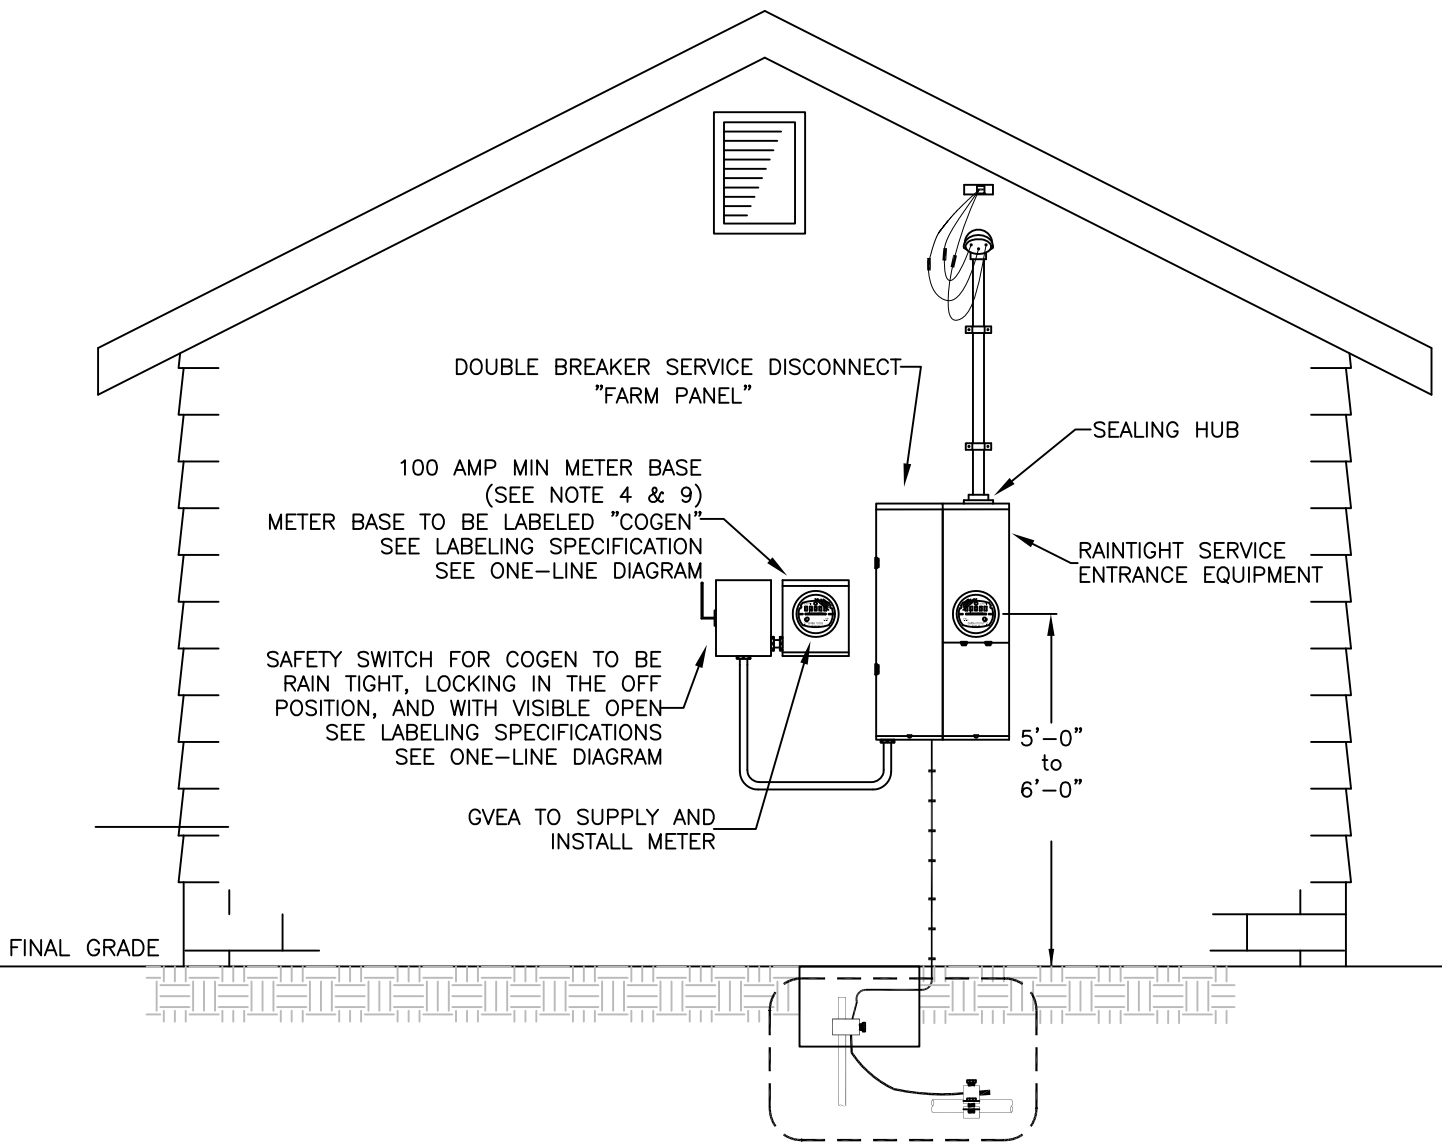 DOUBLE BREAKER SERVICE DISCONNECT
"FARM PANEL"
SEALING HUB
100 AMP MIN METER BASE
(SEE NOTE 4 & 9)
METER BASE TO BE LABELED "COGEN"
SEE LABELING SPECIFICATION
SEE ONE-LINE DIAGRAM
RAINTIGHT SERVICE
ENTRANCE EQUIPMENT
SAFETY SWITCH FOR COGEN TO BE
RAIN TIGHT, LOCKING IN THE OFF
POSITION, AND WITH VISIBLE OPEN
SEE LABELING SPECIFICATIONS
SEE ONE-LINE DIAGRAM
5'-0"
to
6'-0"
GVEA TO SUPPLY AND
INSTALL METER
FINAL GRADE